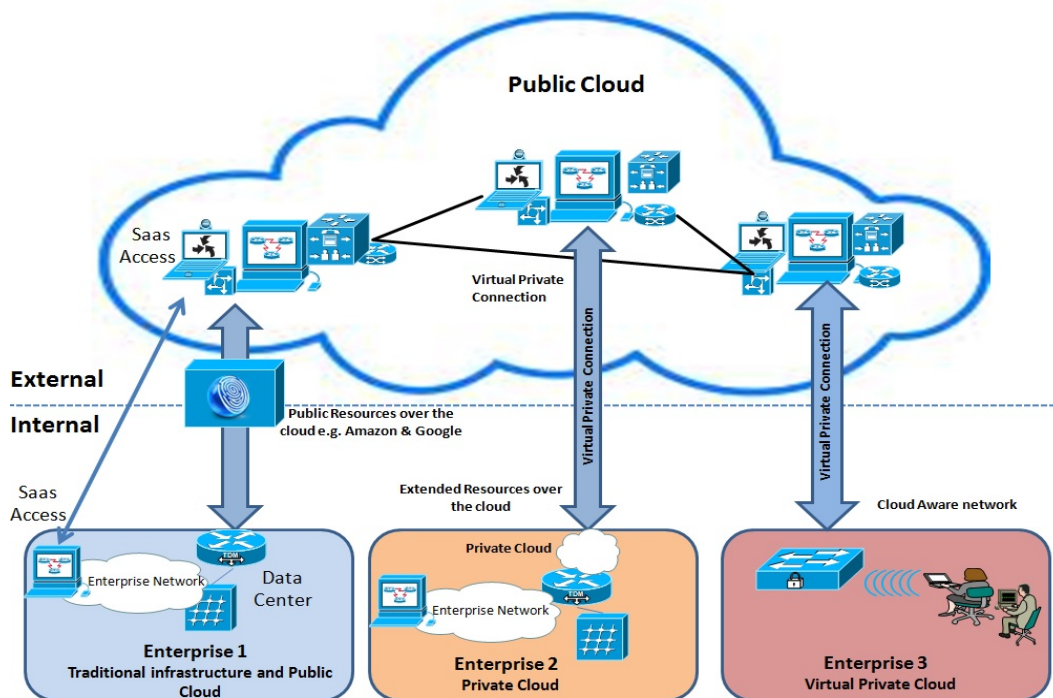 Public Cloud
Saas
Access
Virtual Private
Connection
Virtual Private Connection
Virtual Private Connection
External
Internal
Public Resources over the
cloud e.g. Amazon & Google
Saas
Access
Extended Resources over
the cloud
Cloud Aware network
TDM
Enterprise Network
Data
Center
Enterprise 1
Traditional infrastructure and Public
Cloud
Private Cloud
TDM
Enterprise Network
Enterprise 2
Private Cloud
Enterprise 3
Virtual Private Cloud